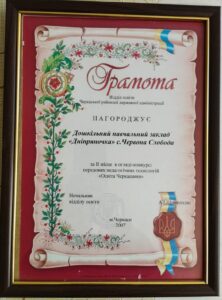 Грамота
Відділ освіти
Черкаської районної державної адміністрації
НАГОРОДЖУЄ
Дошкільний навчальний заклад
«Дніпряночка» с.Червона Слобода
за ІІ місце в огляді-конкурсі
передових педагогічних технологій
«Освіта Черкащини»
Начальник
відділу освіти
м.Черкаси
2007